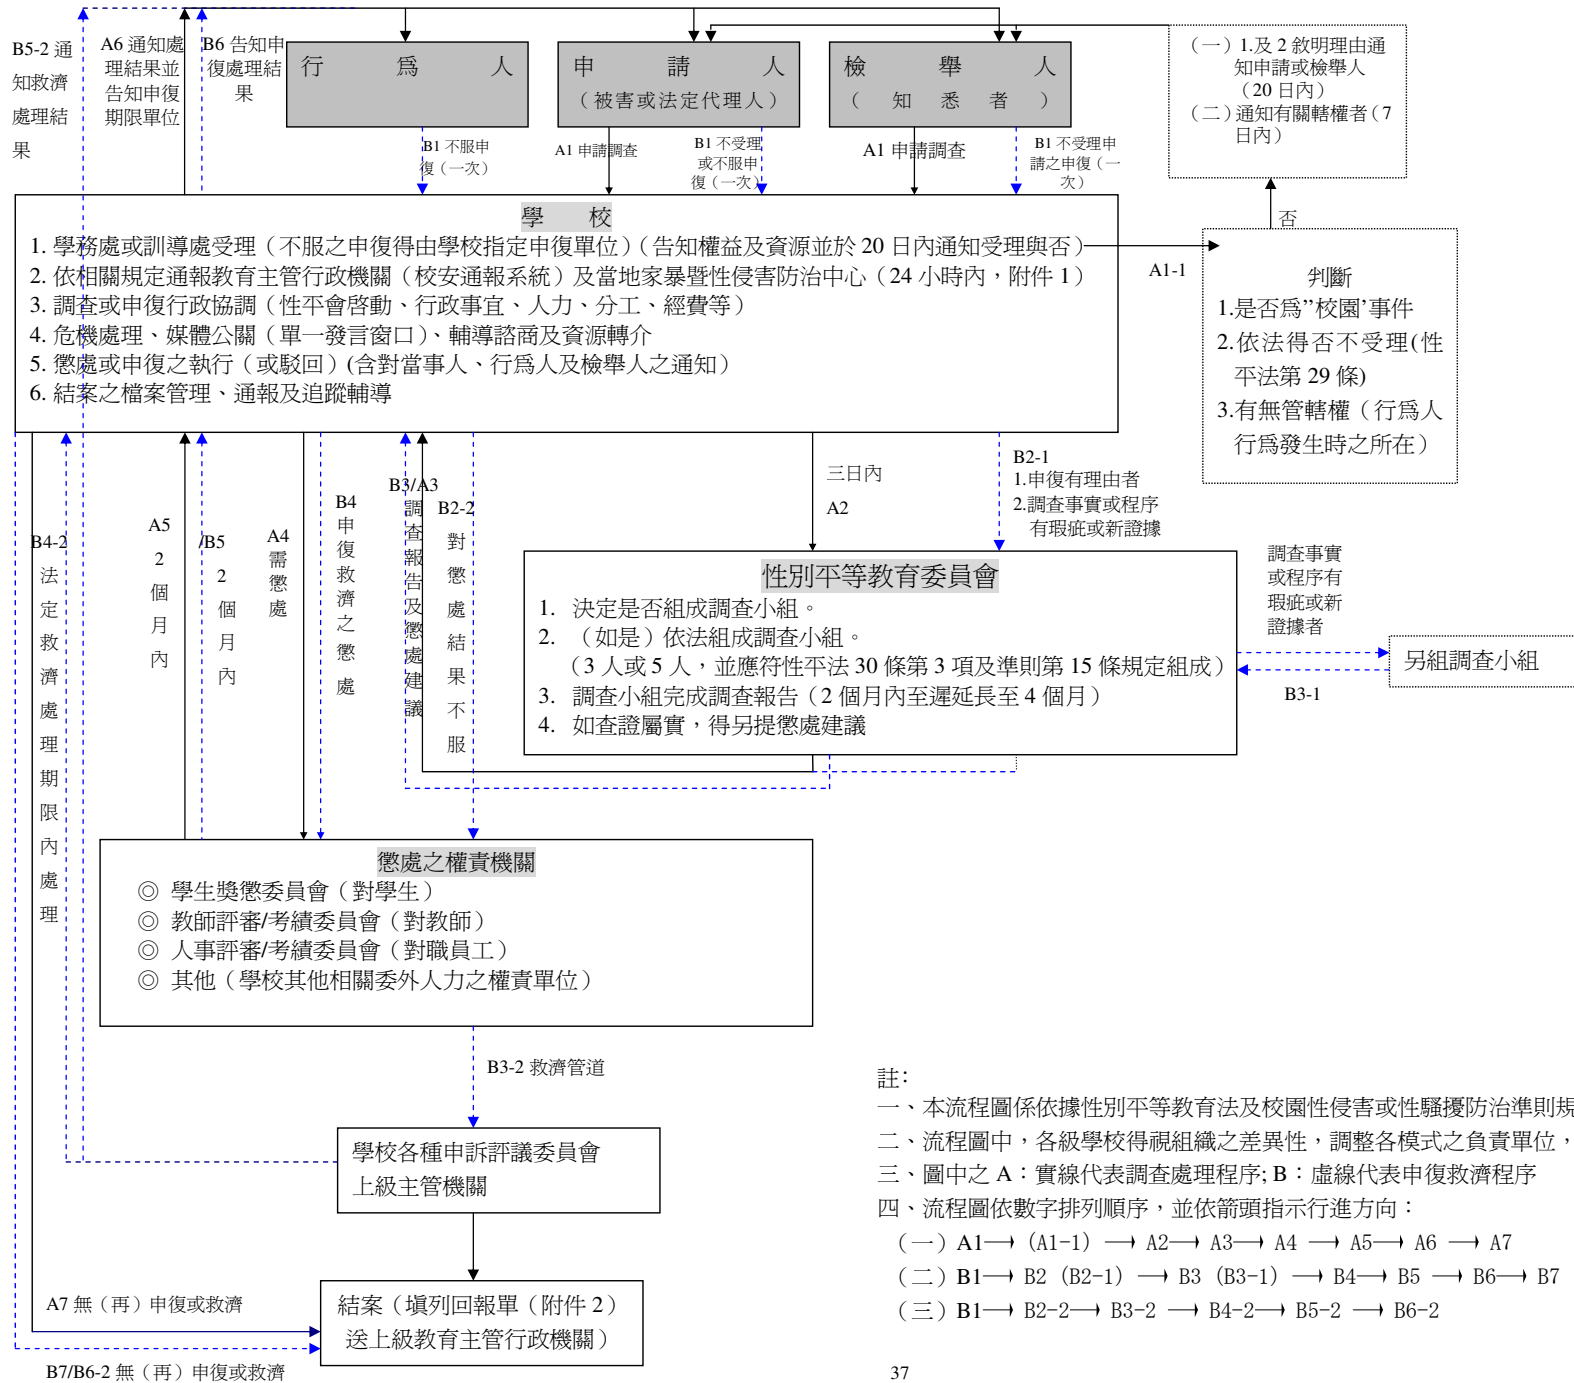 B5-2 通
知救濟
處理結
果
A6 通知處
理結果並
告知申復
期限單位
B6 告知申
復處理結
果
行 為 人
申 請 人
（被害或法定代理人）
檢 舉 人
（ 知 悉 者 ）
（一）1.及 2 敘明理由通
知申請或檢舉人
（20 日內）
（二）通知有關轄權者（7
日內）
B1 不服申
復（一次）
A1 申請調查
B1 不受理
或不服申
復（一次）
A1 申請調查
B1 不受理申
請之申復（一
次）
學 校
1. 學務處或訓導處受理（不服之申復得由學校指定申復單位）（告知權益及資源並於 20 日內通知受理與否）
2. 依相關規定通報教育主管行政機關（校安通報系統）及當地家暴暨性侵害防治中心（24 小時內，附件 1）
3. 調查或申復行政協調（性平會啓動、行政事宜、人力、分工、經費等）
4. 危機處理、媒體公關（單一發言窗口）、輔導諮商及資源轉介
5. 懲處或申復之執行（或駁回）(含對當事人、行爲人及檢舉人之通知）
6. 結案之檔案管理、通報及追蹤輔導
A1-1
否
判斷
1.是否爲”校園’事件
2.依法得否不受理(性
平法第 29 條)
3.有無管轄權（行爲人
行爲發生時之所在）
B4-2
法
定
救
濟
處
理
期
限
內
處
理
A5
2
個
月
內
/B5
2
個
月
內
A4
需
懲
處
B4
申
復
救
濟
之
懲
處
B3/A3
調
查
報
告
及
懲
處
建
議
B2-2
對
懲
處
結
果
不
服
三日內
A2
B2-1
1.申復有理由者
2.調查事實或程序
有瑕疵或新證據
性別平等教育委員會
1. 決定是否組成調查小組。
2. （如是）依法組成調查小組。
（3 人或 5 人，並應符性平法 30 條第 3 項及準則第 15 條規定組成）
3. 調查小組完成調查報告（2 個月內至遲延長至 4 個月）
4. 如查證屬實，得另提懲處建議
調查事實
或程序有
瑕疵或新
證據者
B3-1
另組調查小組
懲處之權責機關
◎ 學生獎懲委員會（對學生）
◎ 教師評審/考績委員會（對教師）
◎ 人事評審/考績委員會（對職員工）
◎ 其他（學校其他相關委外人力之權責單位）
B3-2 救濟管道
學校各種申訴評議委員會
上級主管機關
A7 無（再）申復或救濟
結案（塡列回報單（附件 2）
送上級教育主管行政機關）
B7/B6-2 無（再）申復或救濟
註:
一、本流程圖係依據性別平等教育法及校園性侵害或性騷擾防治準則規
二、流程圖中，各級學校得視組織之差異性，調整各模式之負責單位，
三、圖中之 A：實線代表調查處理程序; B：虛線代表申復救濟程序
四、流程圖依數字排列順序，並依箭頭指示行進方向：
（一）A1→（A1-1）→ A2→ A3→ A4 → A5→ A6 → A7
（二）B1→ B2（B2-1）→ B3（B3-1）→ B4→ B5 → B6→ B7
（三）B1→ B2-2→ B3-2 → B4-2→ B5-2 → B6-2
37